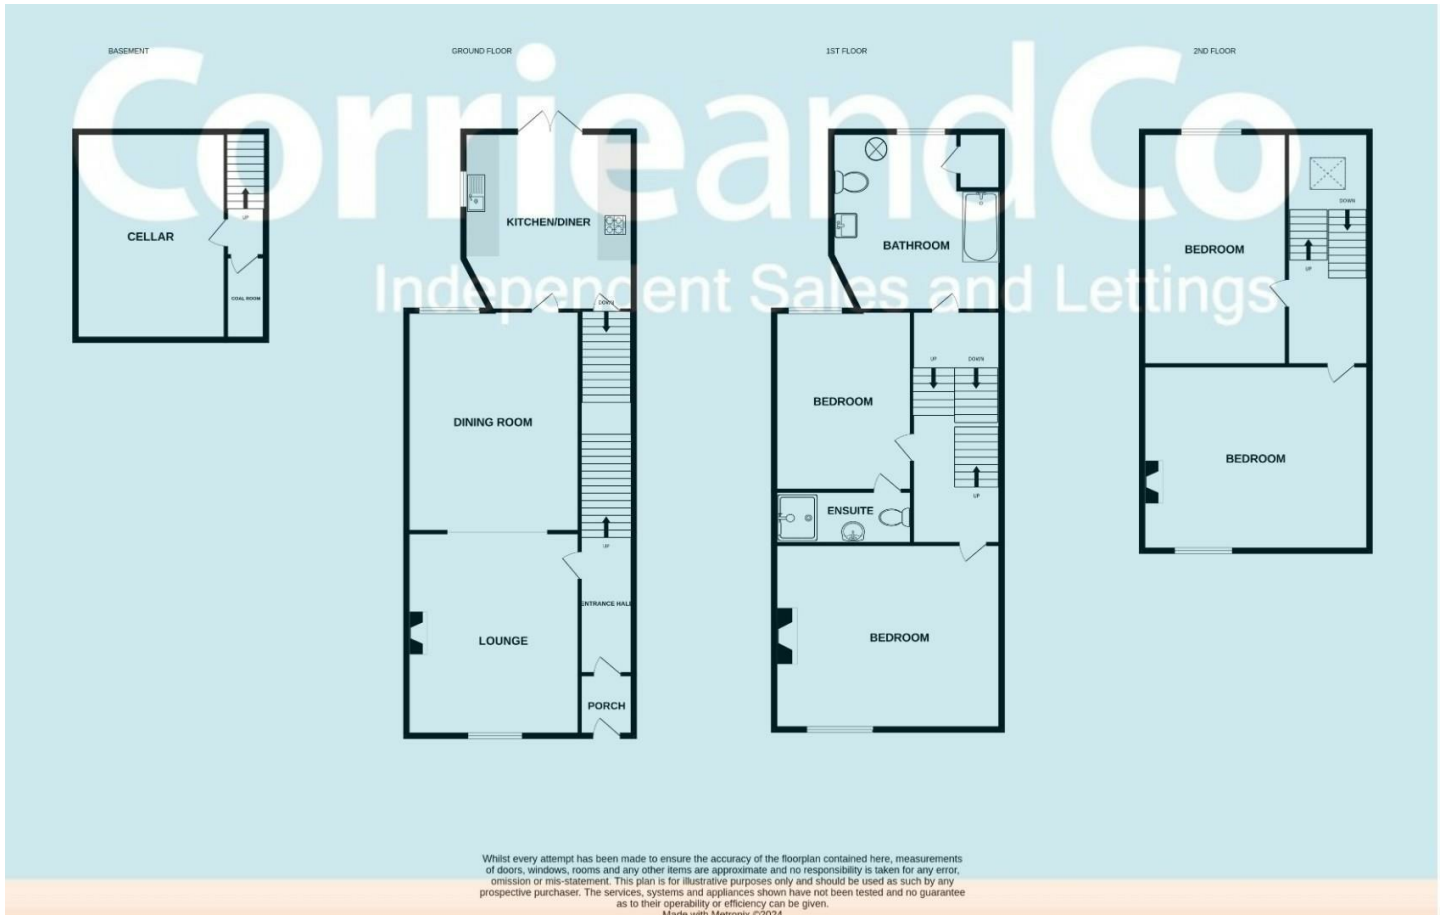 BASEMENT
GROUND FLOOR
1ST FLOOR
2ND FLOOR
CorrieandCo
Independent Sales and Lettings
CELLAR
UP
COAL ROOM
KITCHEN/DINER
DOWN
DINING ROOM
UP
ENTRANCE HALL
LOUNGE
PORCH
BATHROOM
UP
DOWN
BEDROOM
UP
ENSUITE
BEDROOM
DOWN
BEDROOM
UP
BEDROOM
Whilst every attempt has been made to ensure the accuracy of the floorplan contained here, measurements
of doors, windows, rooms and any other items are approximate and no responsibility is taken for any error,
omission or mis-statement. This plan is for illustrative purposes only and should be used as such by any
prospective purchaser. The services, systems and appliances shown have not been tested and no guarantee
as to their operability or efficiency can be given.
Made with Metropix ©2024